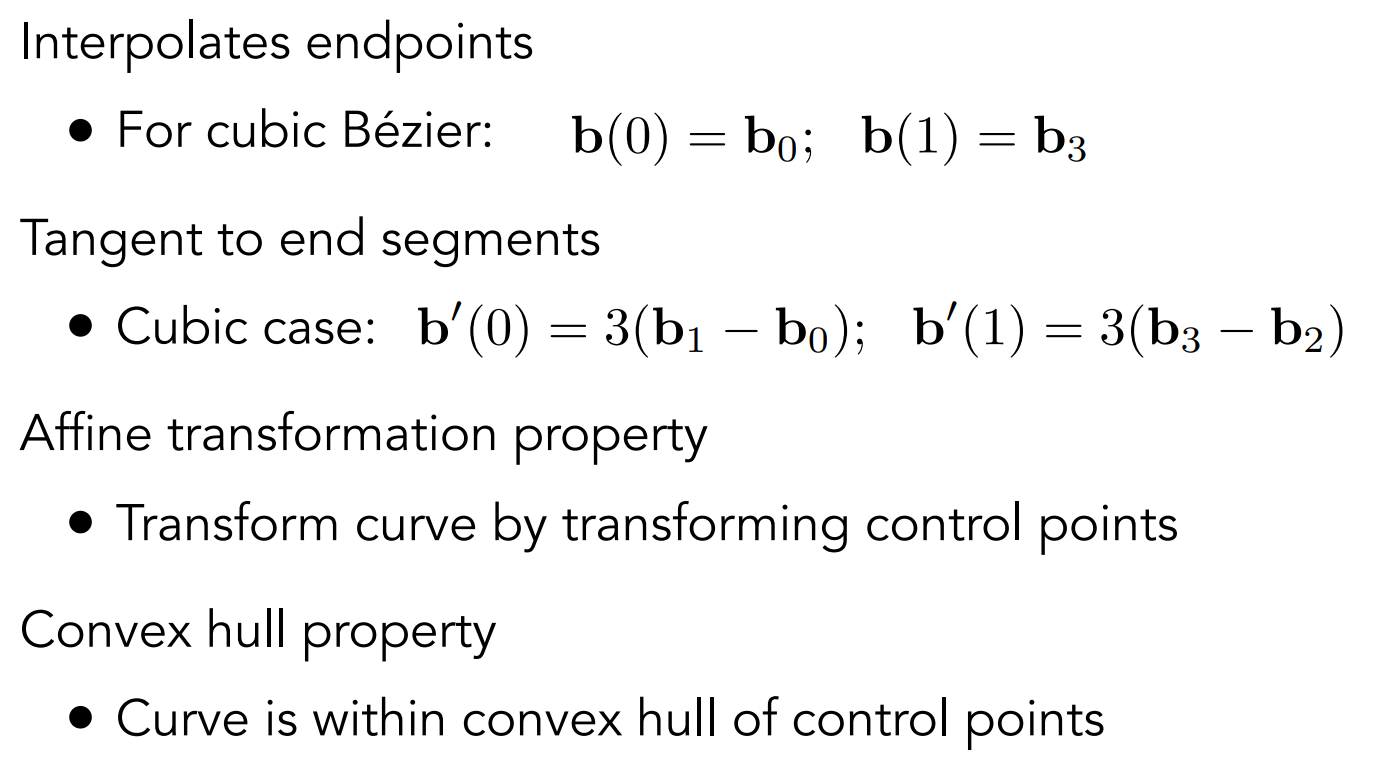 Interpolates endpoints
• For cubic Bézier: b(0) = b₀; b(1) = b₃
Tangent to end segments
• Cubic case: b′(0) = 3(b₁ − b₀); b′(1) = 3(b₃ − b₂)
Affine transformation property
• Transform curve by transforming control points
Convex hull property
• Curve is within convex hull of control points